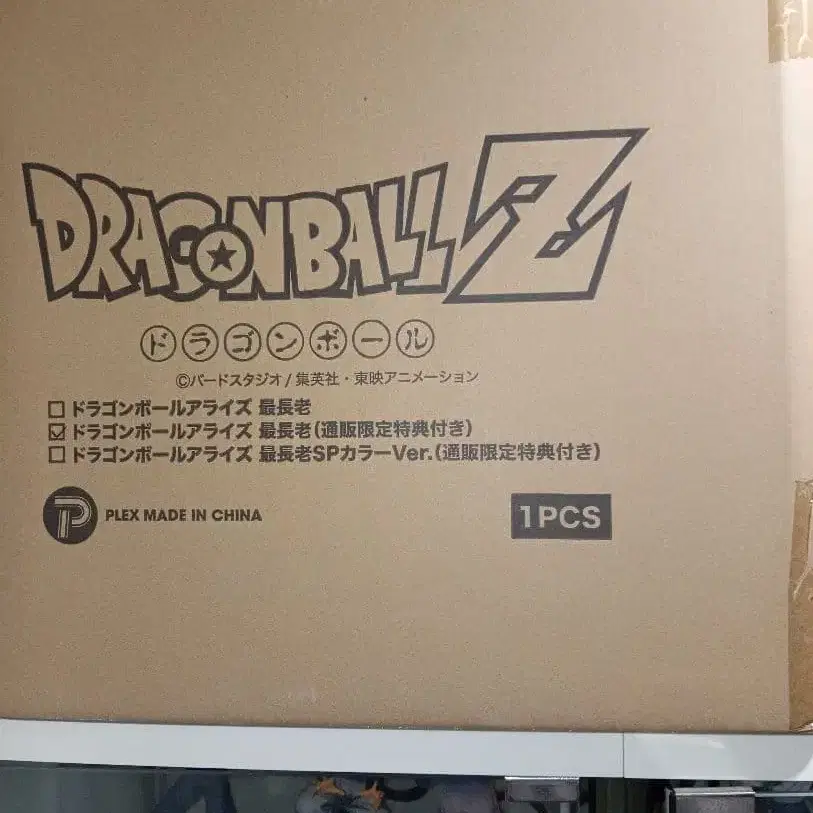 DRAGONBALL Z
ドラゴンボール
©バードスタジオ / 集英社・東映アニメーション
☐ ドラゴンボールアライズ 最長老
☑ ドラゴンボールアライズ 最長老(通販限定特典付き)
☐ ドラゴンボールアライズ 最長老SPカラーVer.(通販限定特典付き)
P PLEX MADE IN CHINA
1PCS